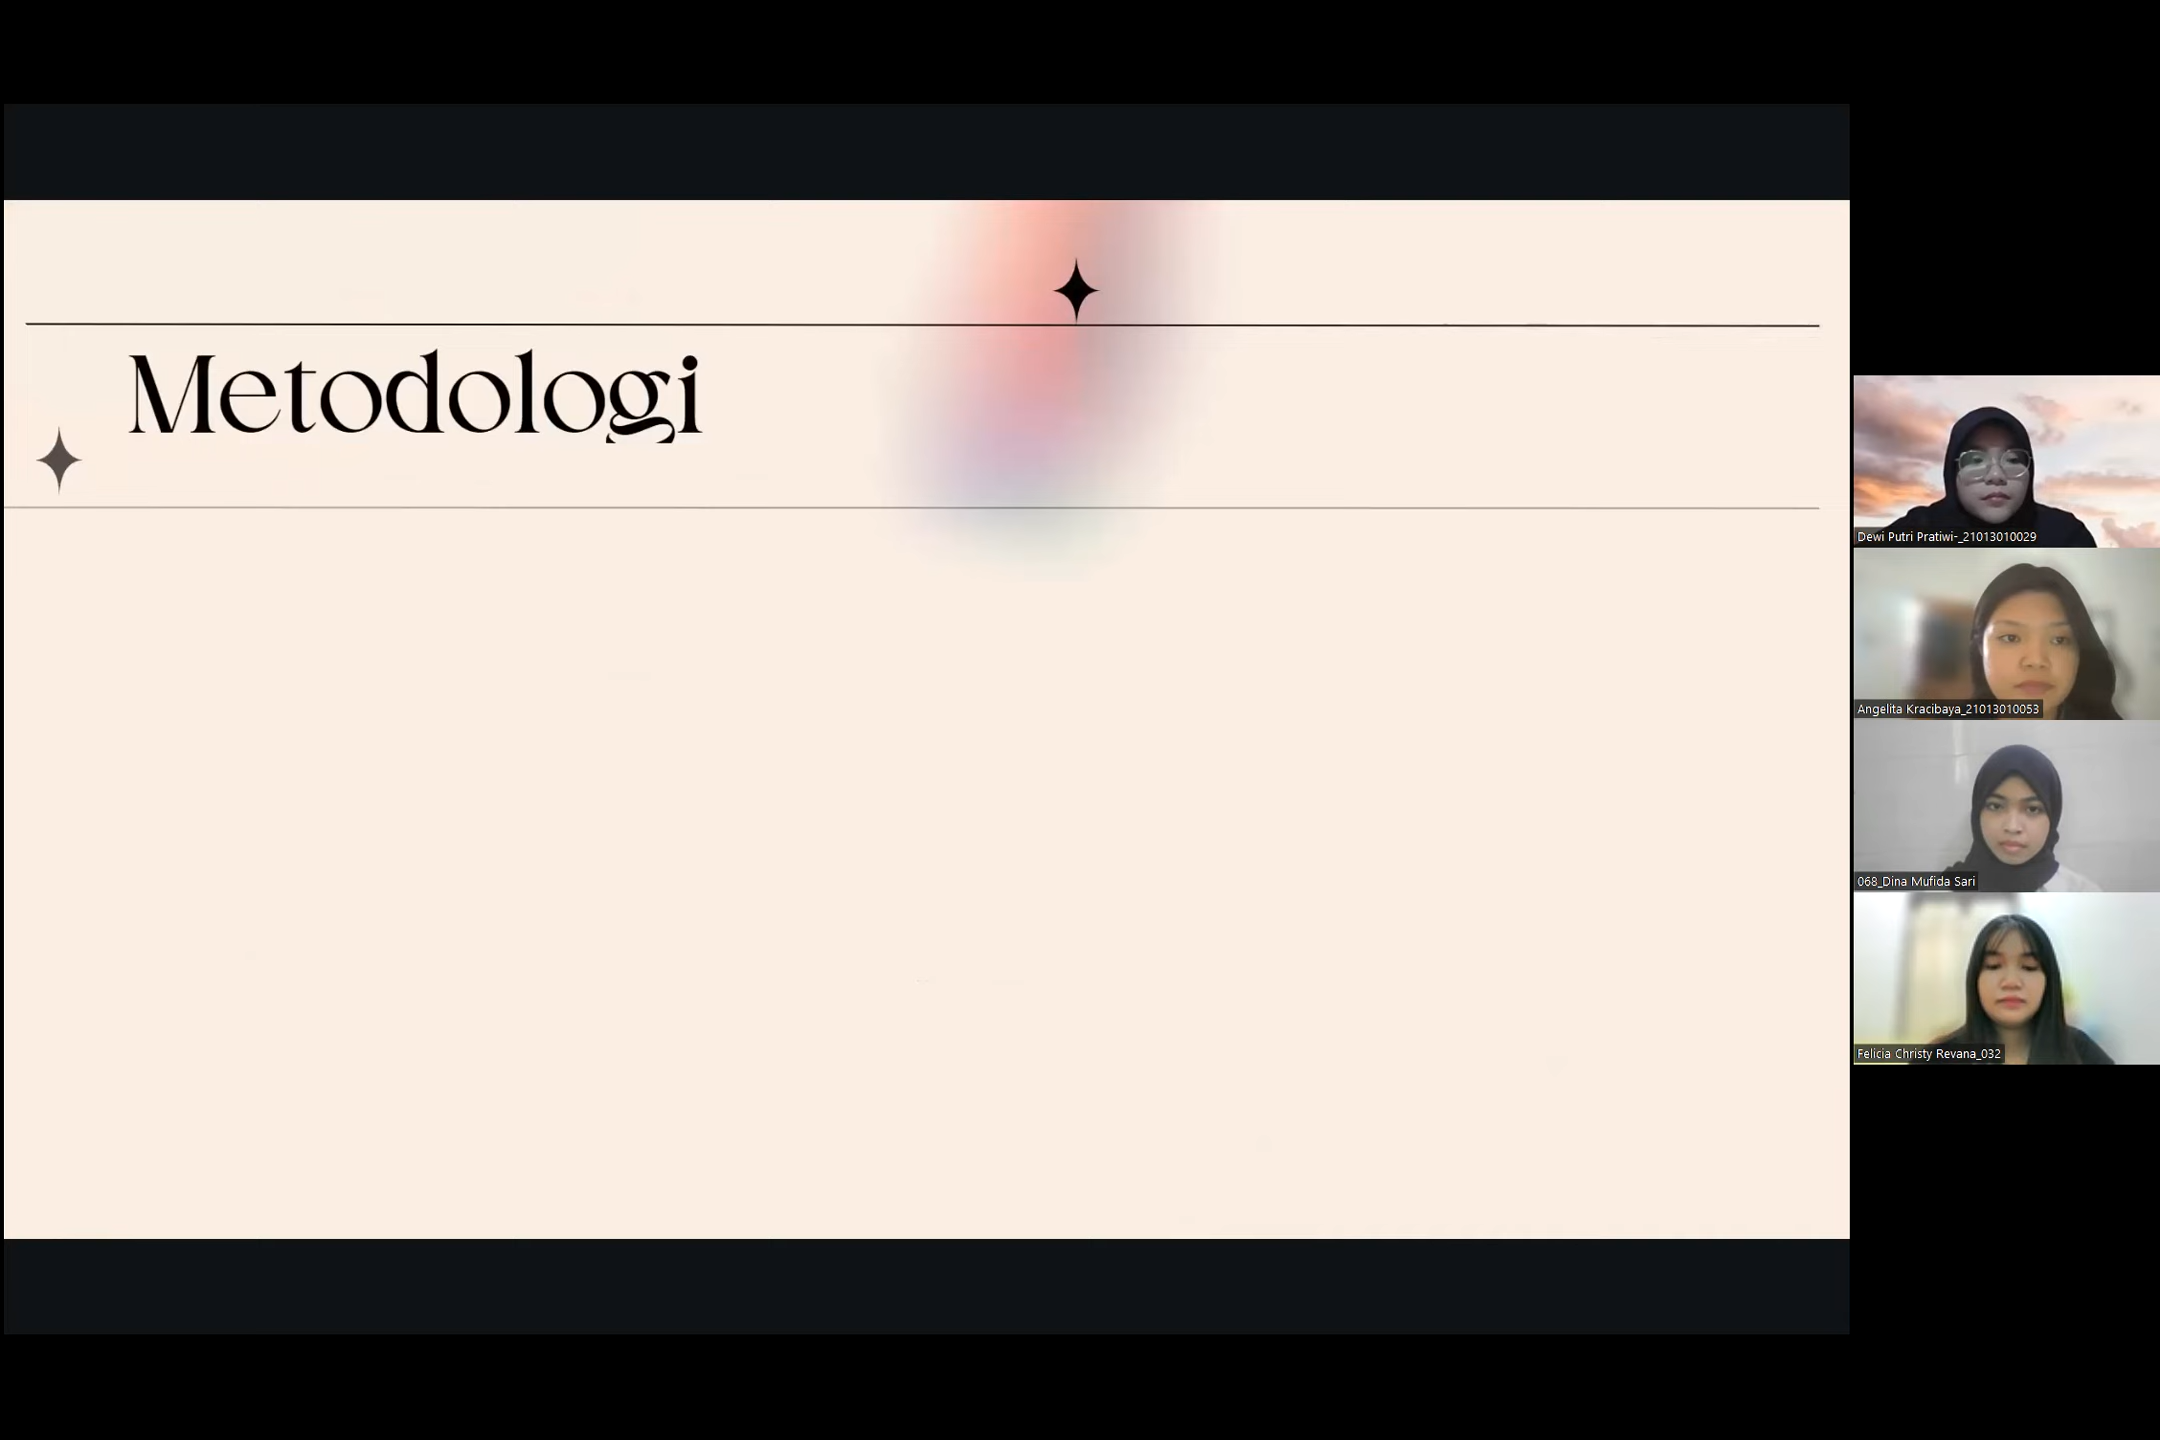 Metodologi
Dewi Putri Pratiwi-_21013010029
Angelita Kracibaya_21013010053
068_Dina Mufida Sari
Felicia Christy Revana_032